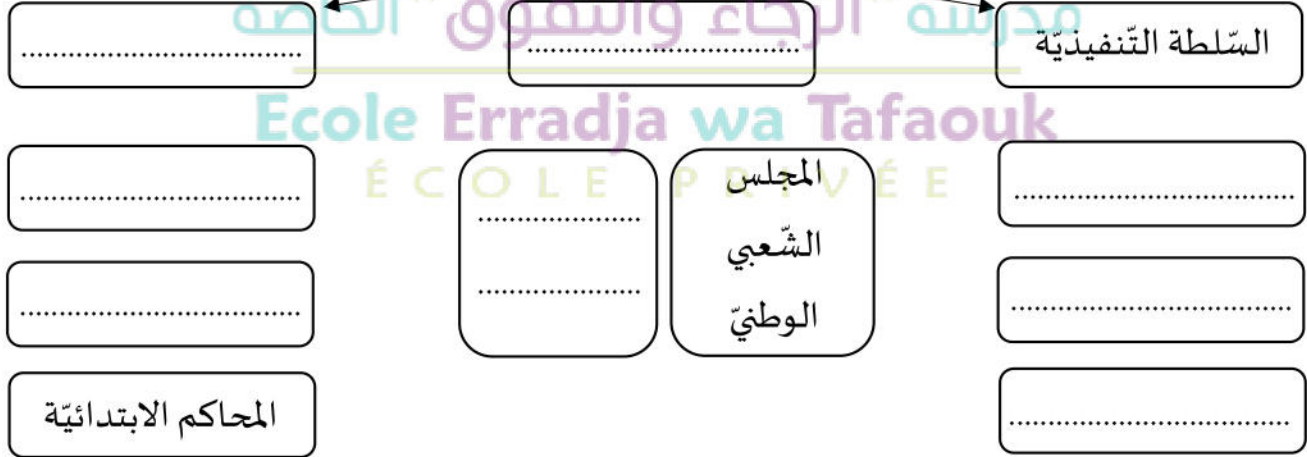 مدرسة "الرجاء والتفوق" الخاصة
السّلطة التّنفيذيّة
.................................
.................................
Ecole Erradja wa Tafaouk
ÉCOLE PRIVÉE
.................................
المجلس
الشّعبي
الوطنيّ
....................
....................
.................................
.................................
.................................
.................................
المحاكم الابتدائيّة